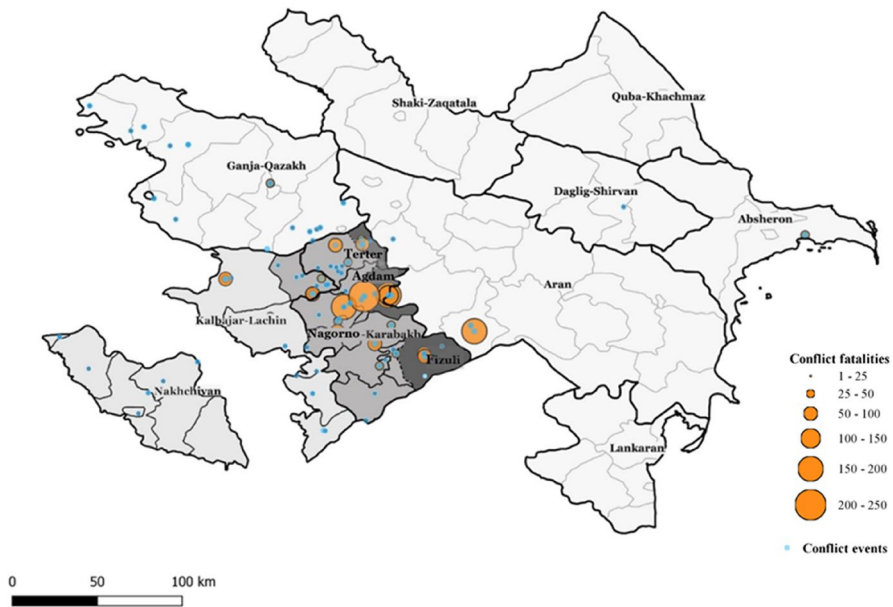 Shaki-Zaqatala
Quba-Khachmaz
Ganja-Qazakh
Daglig-Shirvan
Absheron
Terter
Agdam
Aran
Kalbajar-Lachin
Nagorno-Karabakh
Fizuli
Nakhchivan
Lankaran
Conflict fatalities
1 - 25
25 - 50
50 - 100
100 - 150
150 - 200
200 - 250
Conflict events
0 50 100 km